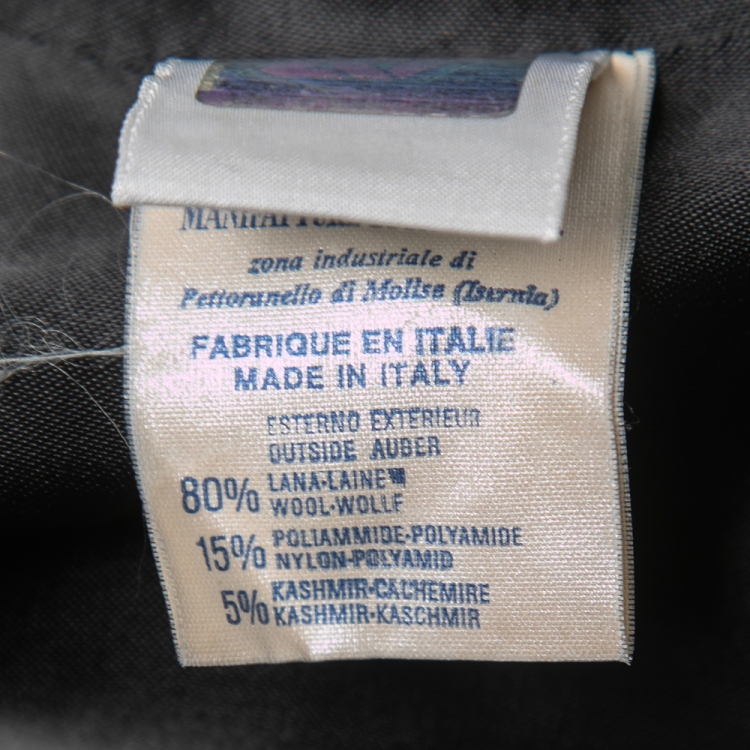 zona industriale di
Pettoranello di Molise (Isernia)
FABRIQUE EN ITALIE
MADE IN ITALY
ESTERNO EXTERIEUR
OUTSIDE AUBER
80% LANA-LAINE
WOOL-WOLLE
15% POLIAMMIDE-POLYAMIDE
NYLON-POLYAMID
5% KASHMIR-CACHEMIRE
KASHMIR-KASCHMIR